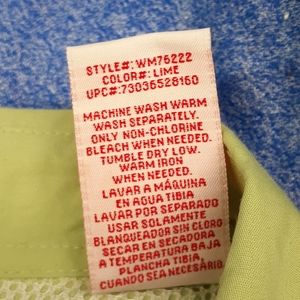 STYLE#: WM76222
COLOR#: LIME
UPC#: 73036528160
MACHINE WASH WARM
WASH SEPARATELY.
ONLY NON-CHLORINE
BLEACH WHEN NEEDED.
TUMBLE DRY LOW.
WARM IRON
WHEN NEEDED.
LAVAR A MÁQUINA
EN AGUA TIBIA
LAVAR POR SEPARADO
USAR SOLAMENTE
BLANQUEADOR SIN CLORO
SECAR EN SECADORA
A TEMPERATURA BAJA
PLANCHA TIBIA,
CUANDO SEA NECESARIO